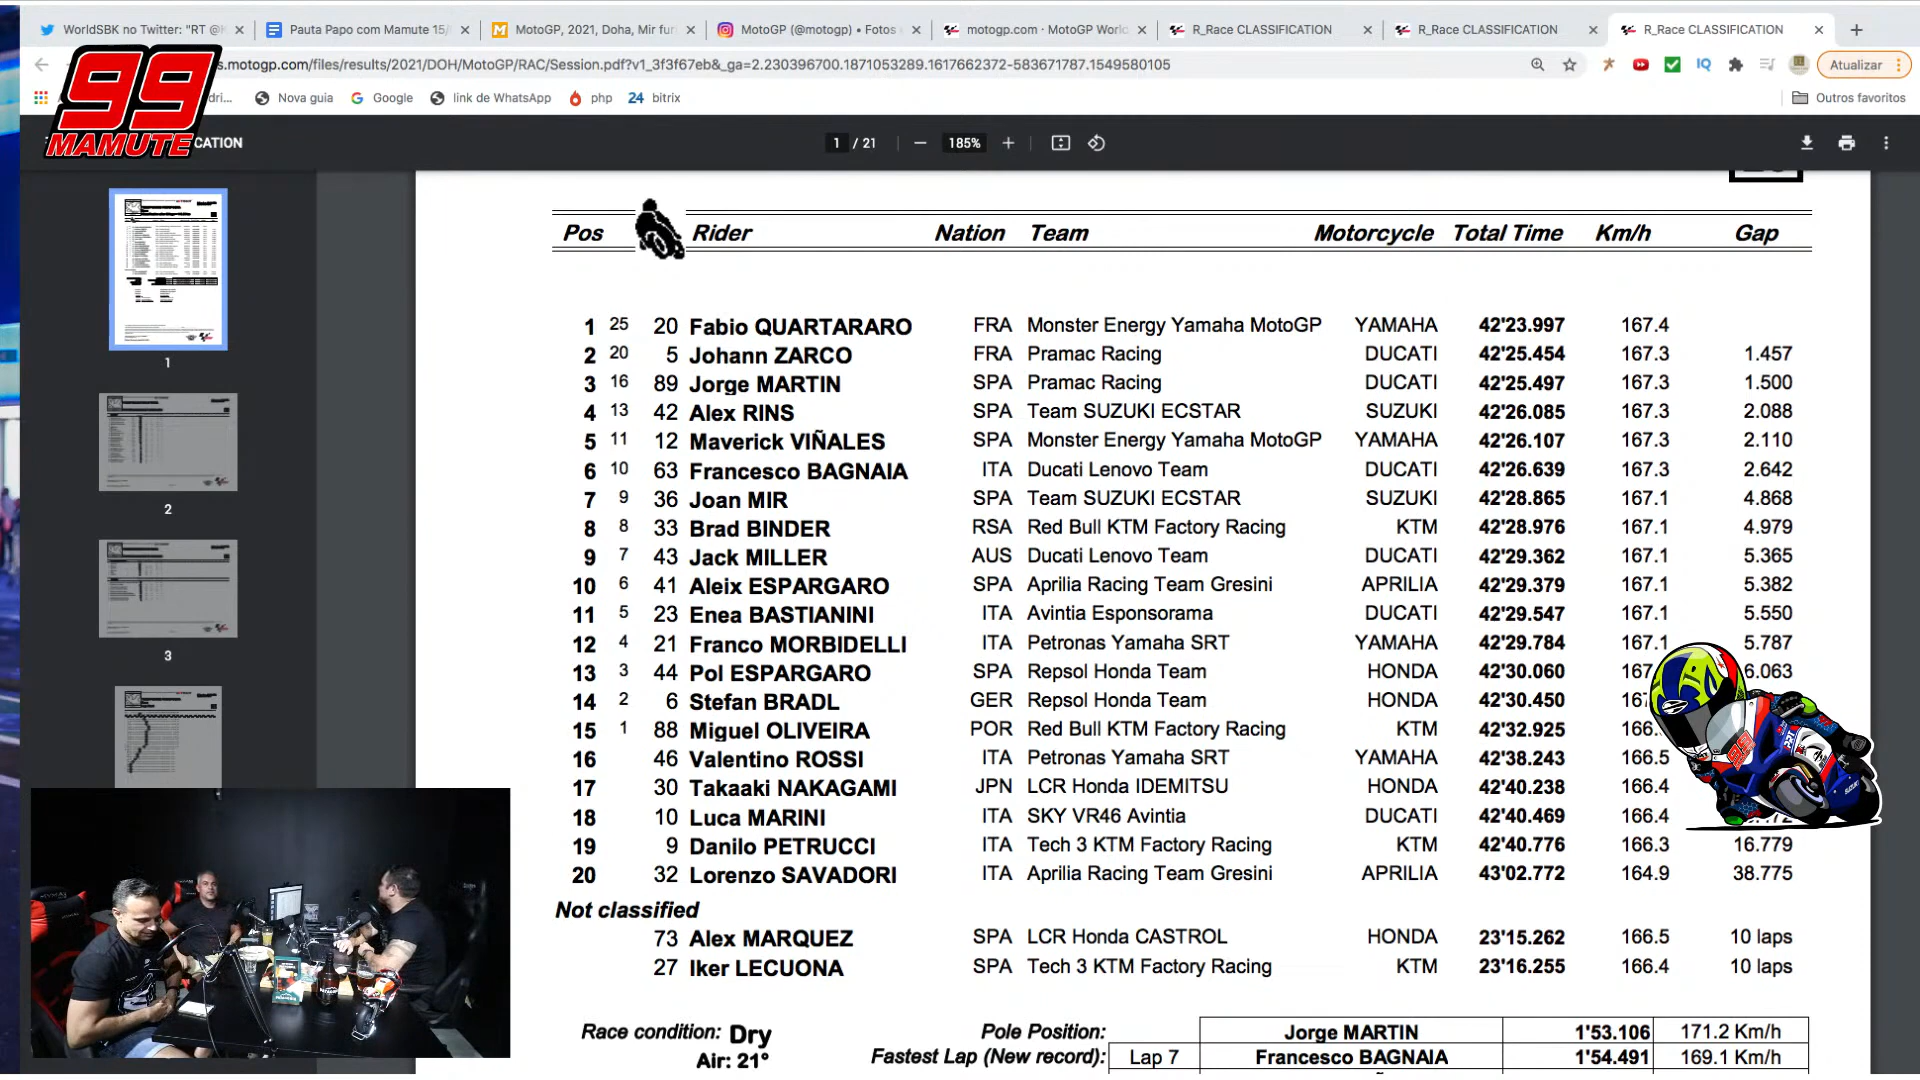 WorldSBK no Twitter: "RT @
Pauta Papo com Mamute 15/
MotoGP, 2021, Doha, Mir fur
MotoGP (@motogp) • Fotos
motogp.com · MotoGP World
R_Race CLASSIFICATION
R_Race CLASSIFICATION
R_Race CLASSIFICATION
s.motogp.com/files/results/2021/DOH/MotoGP/RAC/Session.pdf?v1_3f3f67eb&_ga=2.230396700.1871053289.1617662372-583671787.1549580105
Atualizar
dri... Nova guia Google link de WhatsApp php 24 bitrix Outros favoritos
99
MAMUTE
CATION
1 / 21 185%
Pos Rider Nation Team Motorcycle Total Time Km/h Gap
1 25 20 Fabio QUARTARARO FRA Monster Energy Yamaha MotoGP YAMAHA 42'23.997 167.4
2 20 5 Johann ZARCO FRA Pramac Racing DUCATI 42'25.454 167.3 1.457
3 16 89 Jorge MARTIN SPA Pramac Racing DUCATI 42'25.497 167.3 1.500
4 13 42 Alex RINS SPA Team SUZUKI ECSTAR SUZUKI 42'26.085 167.3 2.088
5 11 12 Maverick VIÑALES SPA Monster Energy Yamaha MotoGP YAMAHA 42'26.107 167.3 2.110
6 10 63 Francesco BAGNAIA ITA Ducati Lenovo Team DUCATI 42'26.639 167.3 2.642
7 9 36 Joan MIR SPA Team SUZUKI ECSTAR SUZUKI 42'28.865 167.1 4.868
8 8 33 Brad BINDER RSA Red Bull KTM Factory Racing KTM 42'28.976 167.1 4.979
9 7 43 Jack MILLER AUS Ducati Lenovo Team DUCATI 42'29.362 167.1 5.365
10 6 41 Aleix ESPARGARO SPA Aprilia Racing Team Gresini APRILIA 42'29.379 167.1 5.382
11 5 23 Enea BASTIANINI ITA Avintia Esponsorama DUCATI 42'29.547 167.1 5.550
12 4 21 Franco MORBIDELLI ITA Petronas Yamaha SRT YAMAHA 42'29.784 167.1 5.787
13 3 44 Pol ESPARGARO SPA Repsol Honda Team HONDA 42'30.060 167. 6.063
14 2 6 Stefan BRADL GER Repsol Honda Team HONDA 42'30.450 167
15 1 88 Miguel OLIVEIRA POR Red Bull KTM Factory Racing KTM 42'32.925 166.
16 46 Valentino ROSSI ITA Petronas Yamaha SRT YAMAHA 42'38.243 166.5
17 30 Takaaki NAKAGAMI JPN LCR Honda IDEMITSU HONDA 42'40.238 166.4
18 10 Luca MARINI ITA SKY VR46 Avintia DUCATI 42'40.469 166.4
19 9 Danilo PETRUCCI ITA Tech 3 KTM Factory Racing KTM 42'40.776 166.3 16.779
20 32 Lorenzo SAVADORI ITA Aprilia Racing Team Gresini APRILIA 43'02.772 164.9 38.775
Not classified
73 Alex MARQUEZ SPA LCR Honda CASTROL HONDA 23'15.262 166.5 10 laps
27 Iker LECUONA SPA Tech 3 KTM Factory Racing KTM 23'16.255 166.4 10 laps
Race condition: Dry Pole Position: Jorge MARTIN 1'53.106 171.2 Km/h
Air: 21° Fastest Lap (New record): Lap 7 Francesco BAGNAIA 1'54.491 169.1 Km/h
1
2
3